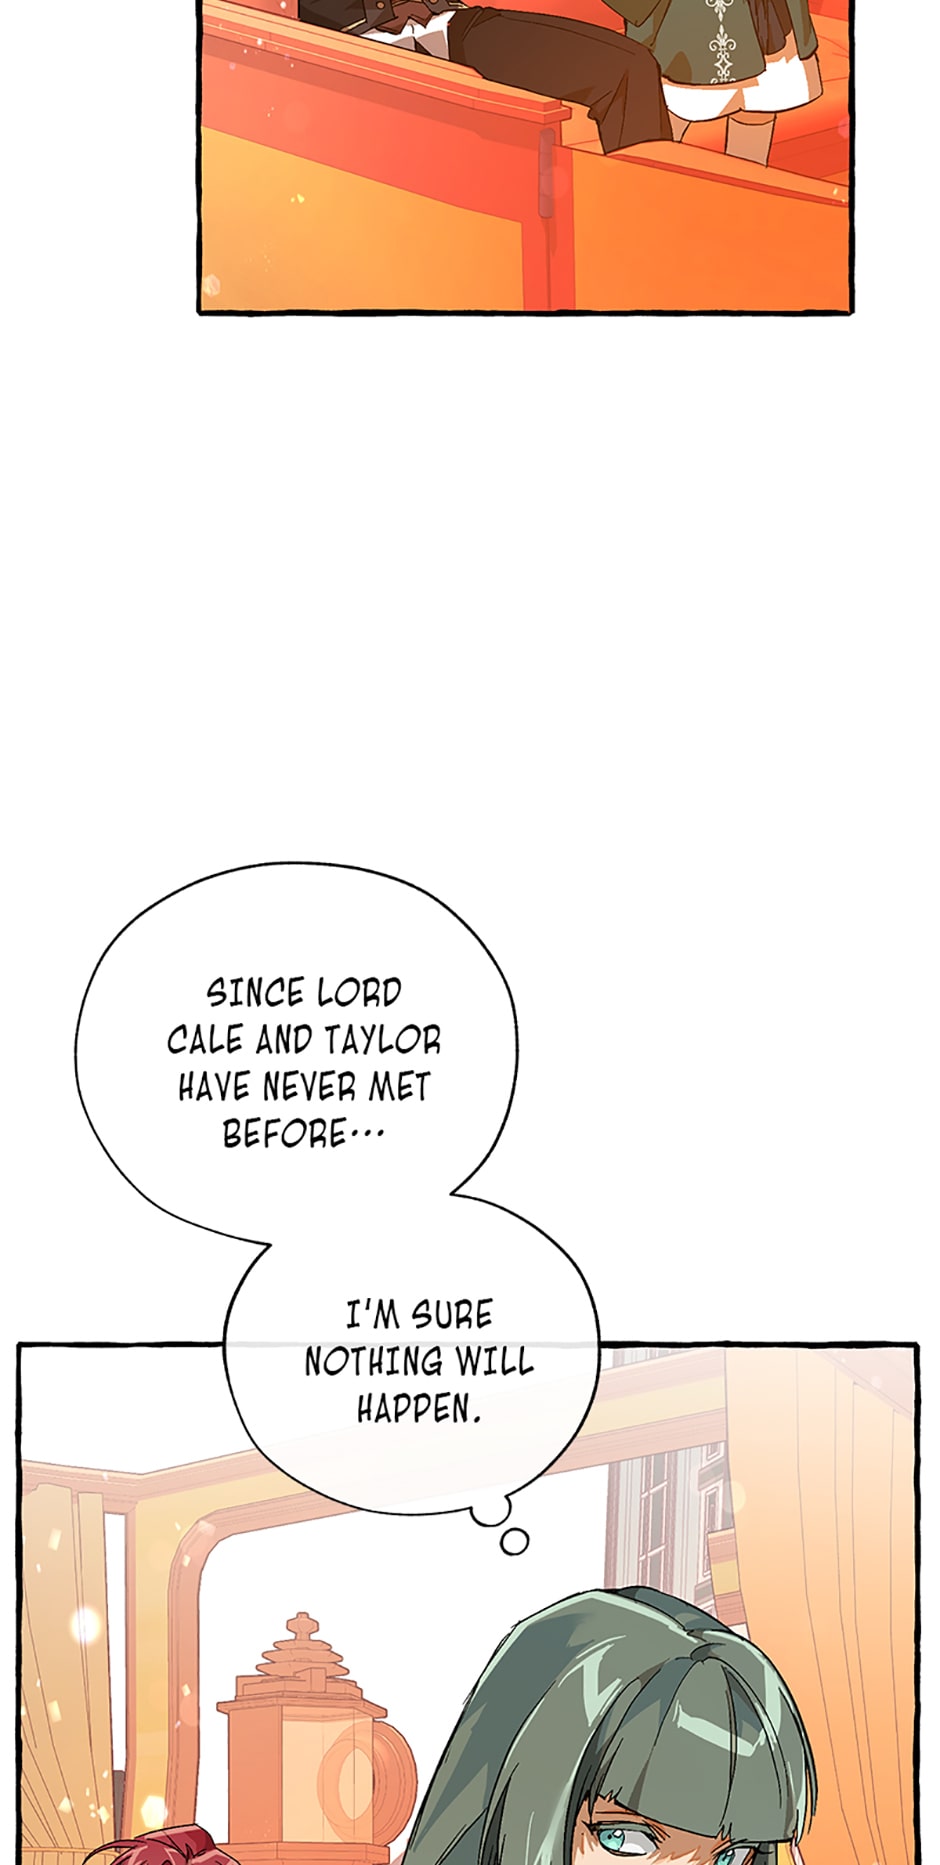 SINCE LORD
CALE AND TAYLOR
HAVE NEVER MET
BEFORE...
I'M SURE
NOTHING WILL
HAPPEN.